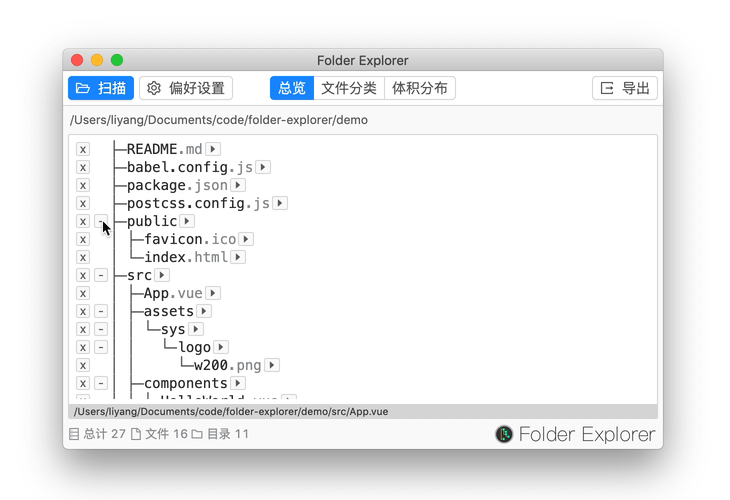 Folder Explorer
扫描 偏好设置 总览 文件分类 体积分布 导出
/Users/liyang/Documents/code/folder-explorer/demo
x ├─README.md
x ├─babel.config.js
x ├─package.json
x ├─postcss.config.js
x - ├─public
x │ ├─favicon.ico
x │ └─index.html
x - ├─src
x │ ├─App.vue
x - │ ├─assets
x - │ │ └─sys
x - │ │   └─logo
x │ │     └─w200.png
x - │ ├─components
/Users/liyang/Documents/code/folder-explorer/demo/src/App.vue
总计 27 文件 16 目录 11 Folder Explorer